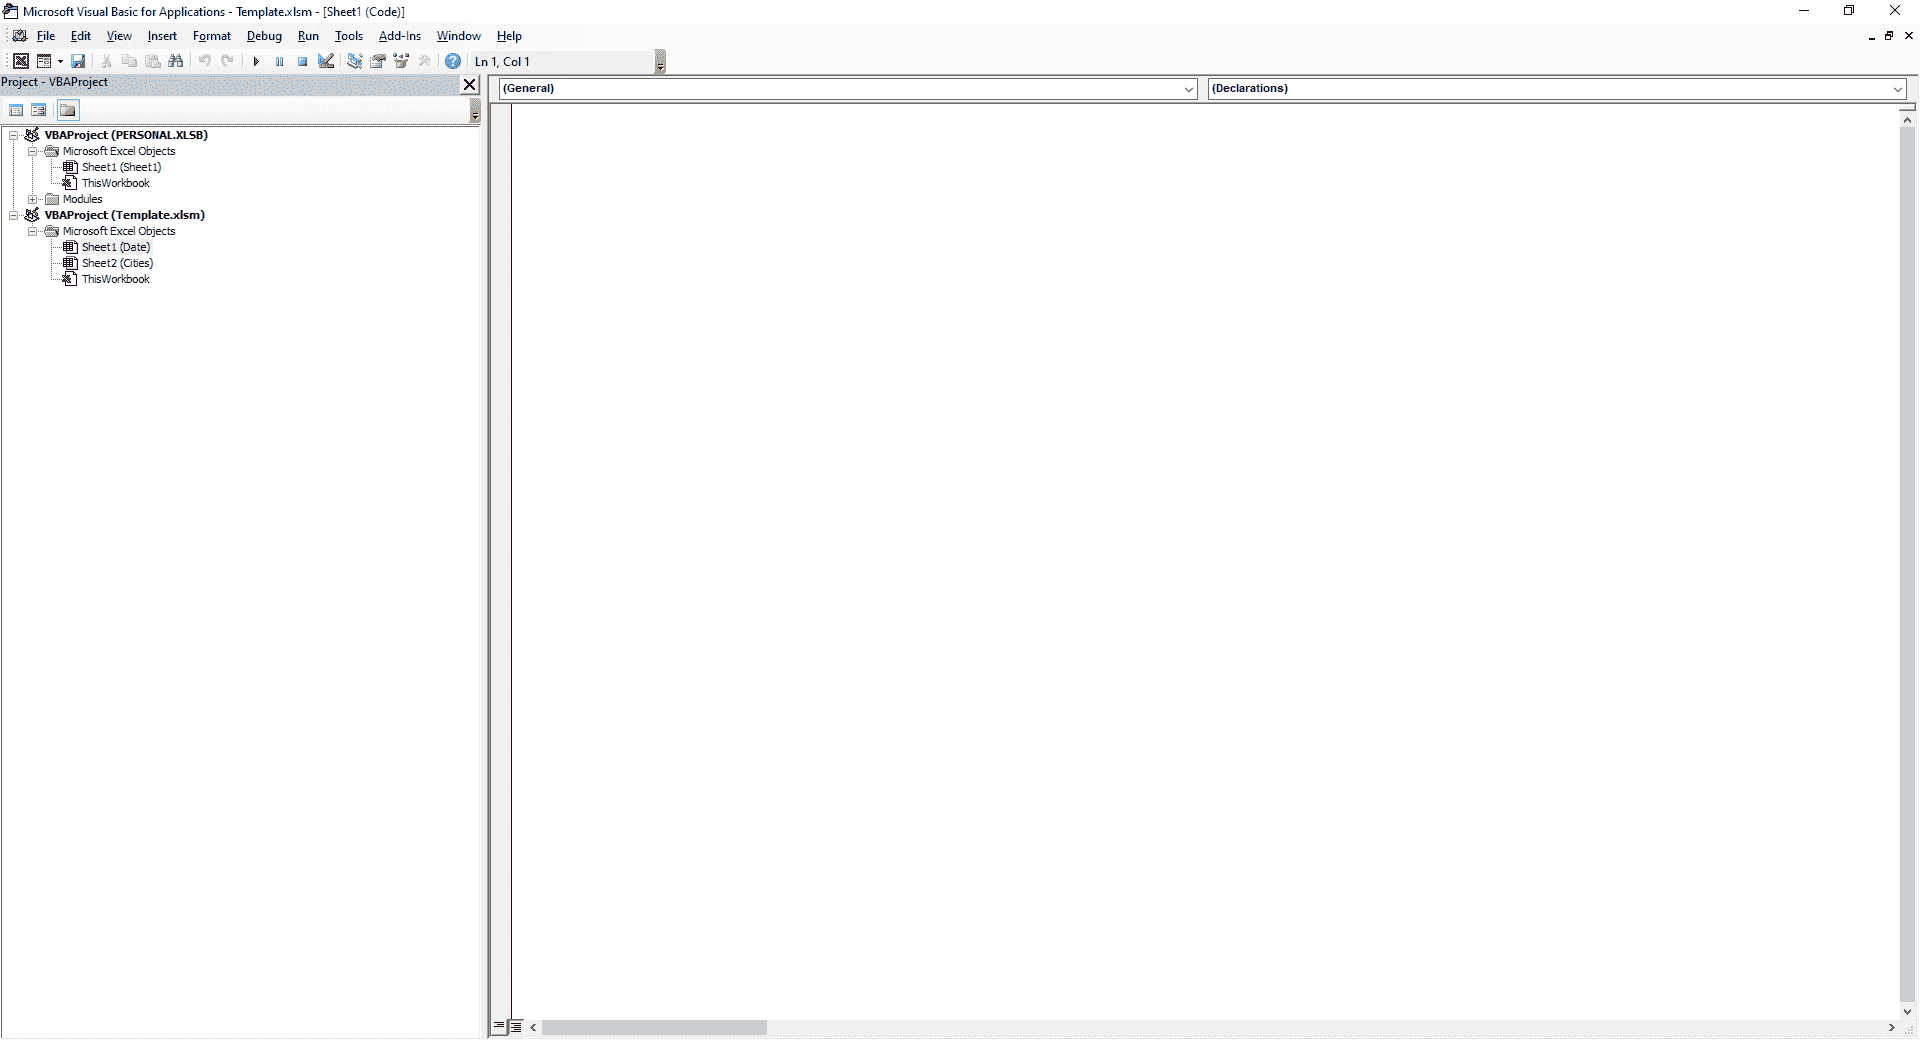 Microsoft Visual Basic for Applications - Template.xlsm - [Sheet1 (Code)]
File Edit View Insert Format Debug Run Tools Add-Ins Window Help
Ln 1, Col 1
Project - VBAProject
(General) (Declarations)
VBAProject (PERSONAL.XLSB)
Microsoft Excel Objects
Sheet1 (Sheet1)
ThisWorkbook
Modules
VBAProject (Template.xlsm)
Microsoft Excel Objects
Sheet1 (Date)
Sheet2 (Cities)
ThisWorkbook